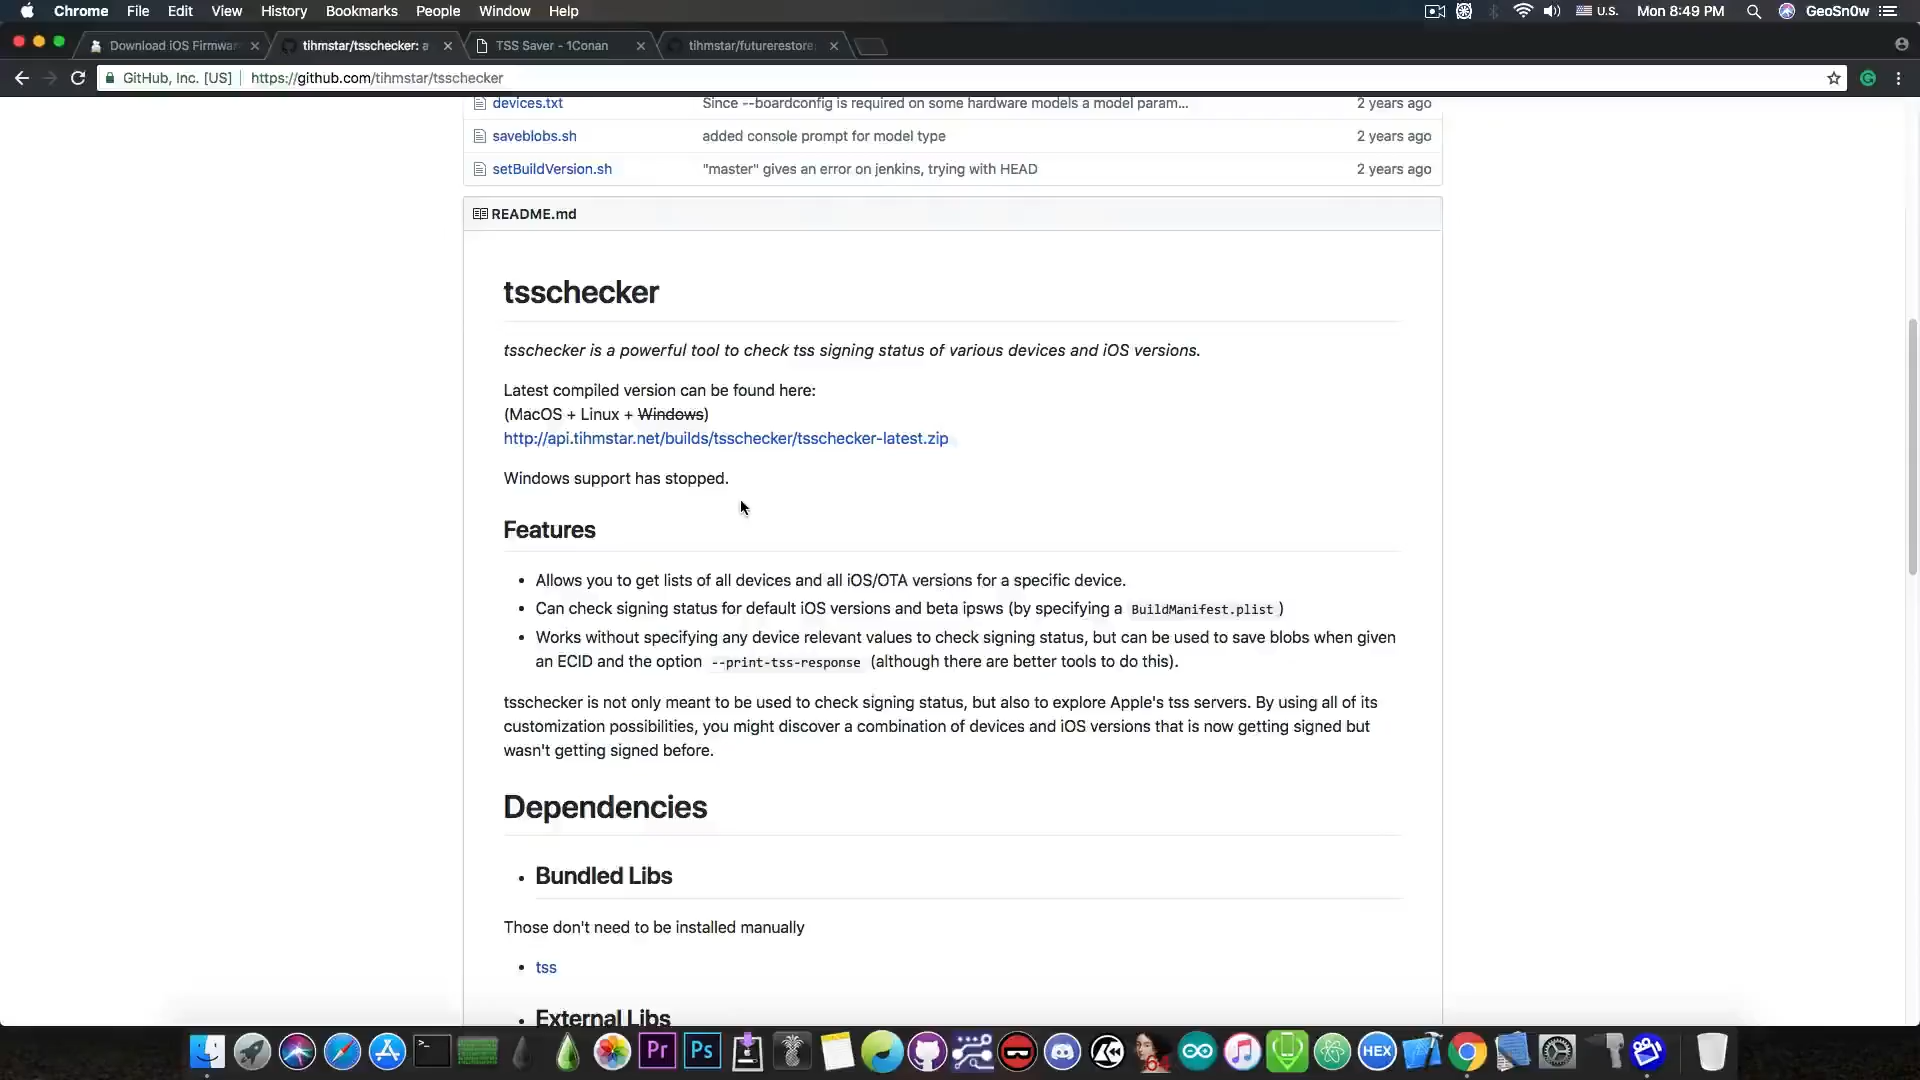 Chrome File Edit View History Bookmarks People Window Help U.S. Mon 8:49 PM GeoSn0w
Download iOS Firmwar tihmstar/tsschecker: a TSS Saver - 1Conan tihmstar/futurerestore:
GitHub, Inc. [US] https://github.com/tihmstar/tsschecker
devices.txt Since --boardconfig is required on some hardware models a model param... 2 years ago
saveblobs.sh added console prompt for model type 2 years ago
setBuildVersion.sh "master" gives an error on jenkins, trying with HEAD 2 years ago
README.md
tsschecker
tsschecker is a powerful tool to check tss signing status of various devices and iOS versions.
Latest compiled version can be found here:
(MacOS + Linux + Windows)
http://api.tihmstar.net/builds/tsschecker/tsschecker-latest.zip
Windows support has stopped.
Features
• Allows you to get lists of all devices and all iOS/OTA versions for a specific device.
• Can check signing status for default iOS versions and beta ipsws (by specifying a BuildManifest.plist )
• Works without specifying any device relevant values to check signing status, but can be used to save blobs when given
an ECID and the option --print-tss-response (although there are better tools to do this).
tsschecker is not only meant to be used to check signing status, but also to explore Apple's tss servers. By using all of its
customization possibilities, you might discover a combination of devices and iOS versions that is now getting signed but
wasn't getting signed before.
Dependencies
• Bundled Libs
Those don't need to be installed manually
• tss
• External Libs
Pr Ps 64 HEX